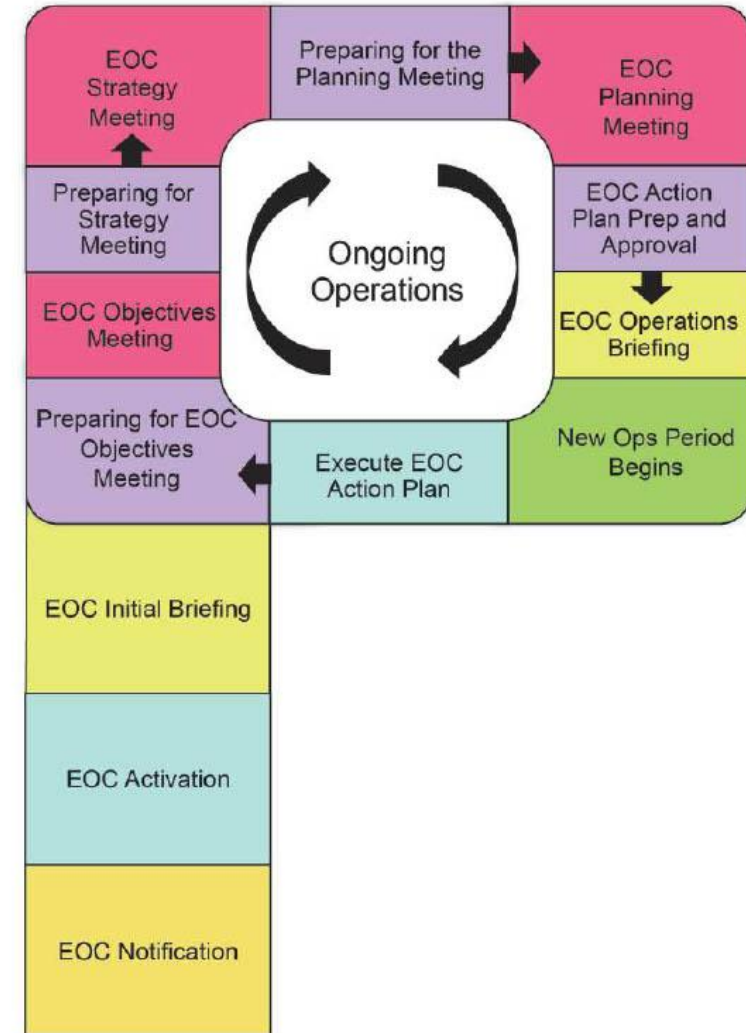 EOC
Strategy
Meeting
Preparing for the
Planning Meeting
EOC
Planning
Meeting
Preparing for
Strategy
Meeting
EOC Action
Plan Prep and
Approval
Ongoing
Operations
EOC Objectives
Meeting
EOC Operations
Briefing
Preparing for EOC
Objectives
Meeting
Execute EOC
Action Plan
New Ops Period
Begins
EOC Initial Briefing
EOC Activation
EOC Notification